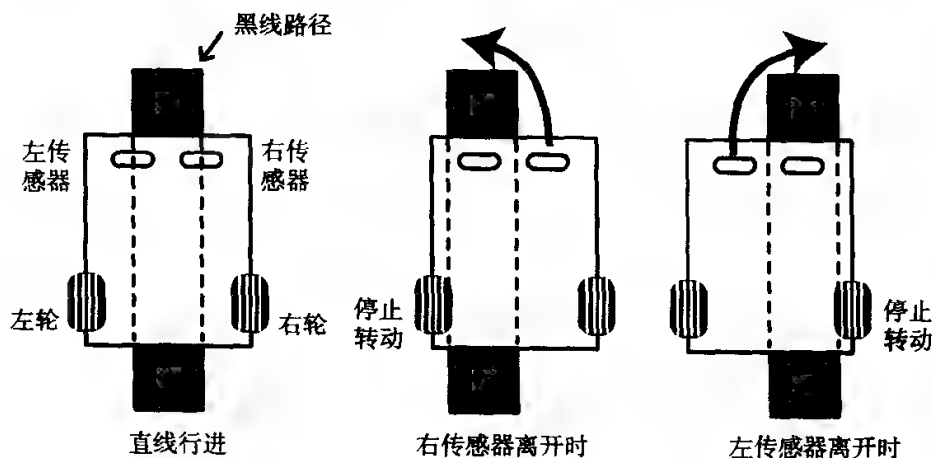 黑线路径
左传
感器
右传
感器
左轮
右轮
停止
转动
停止
转动
直线行进
右传感器离开时
左传感器离开时